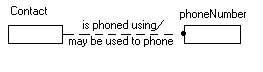 Contact
phoneNumber
is phoned using/
may be used to phone